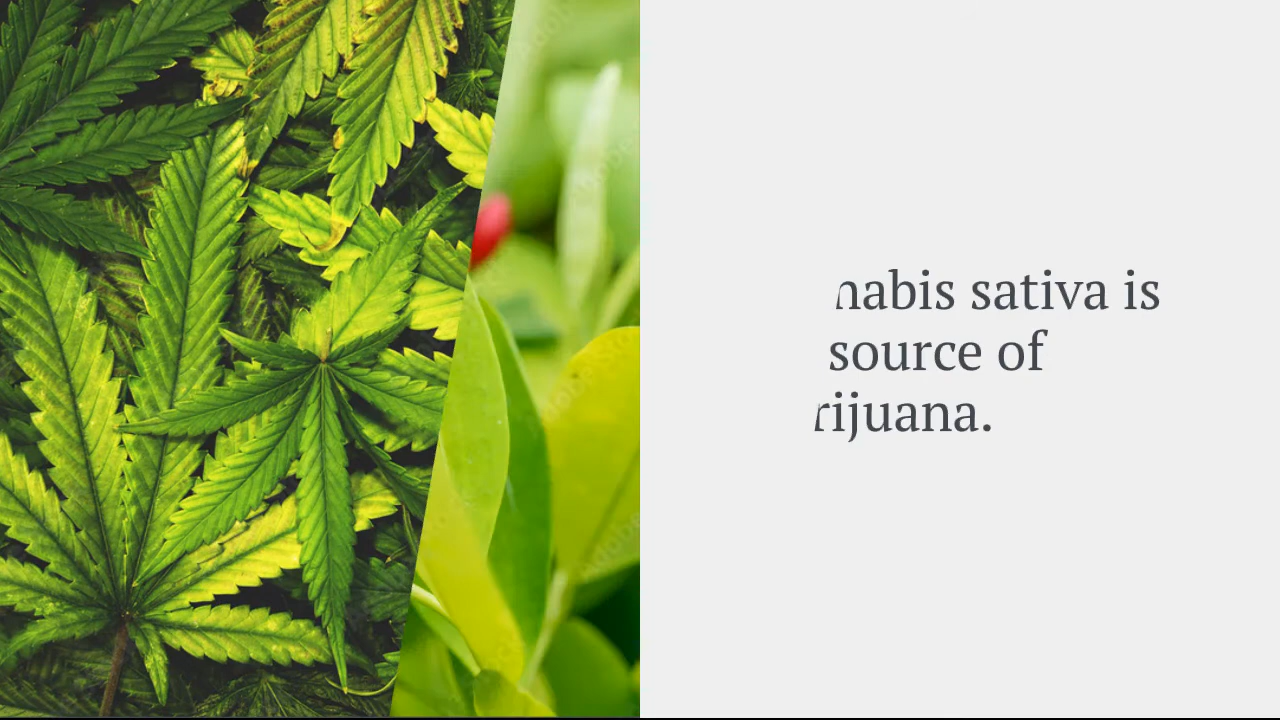 nabis sativa is
source of
rijuana.